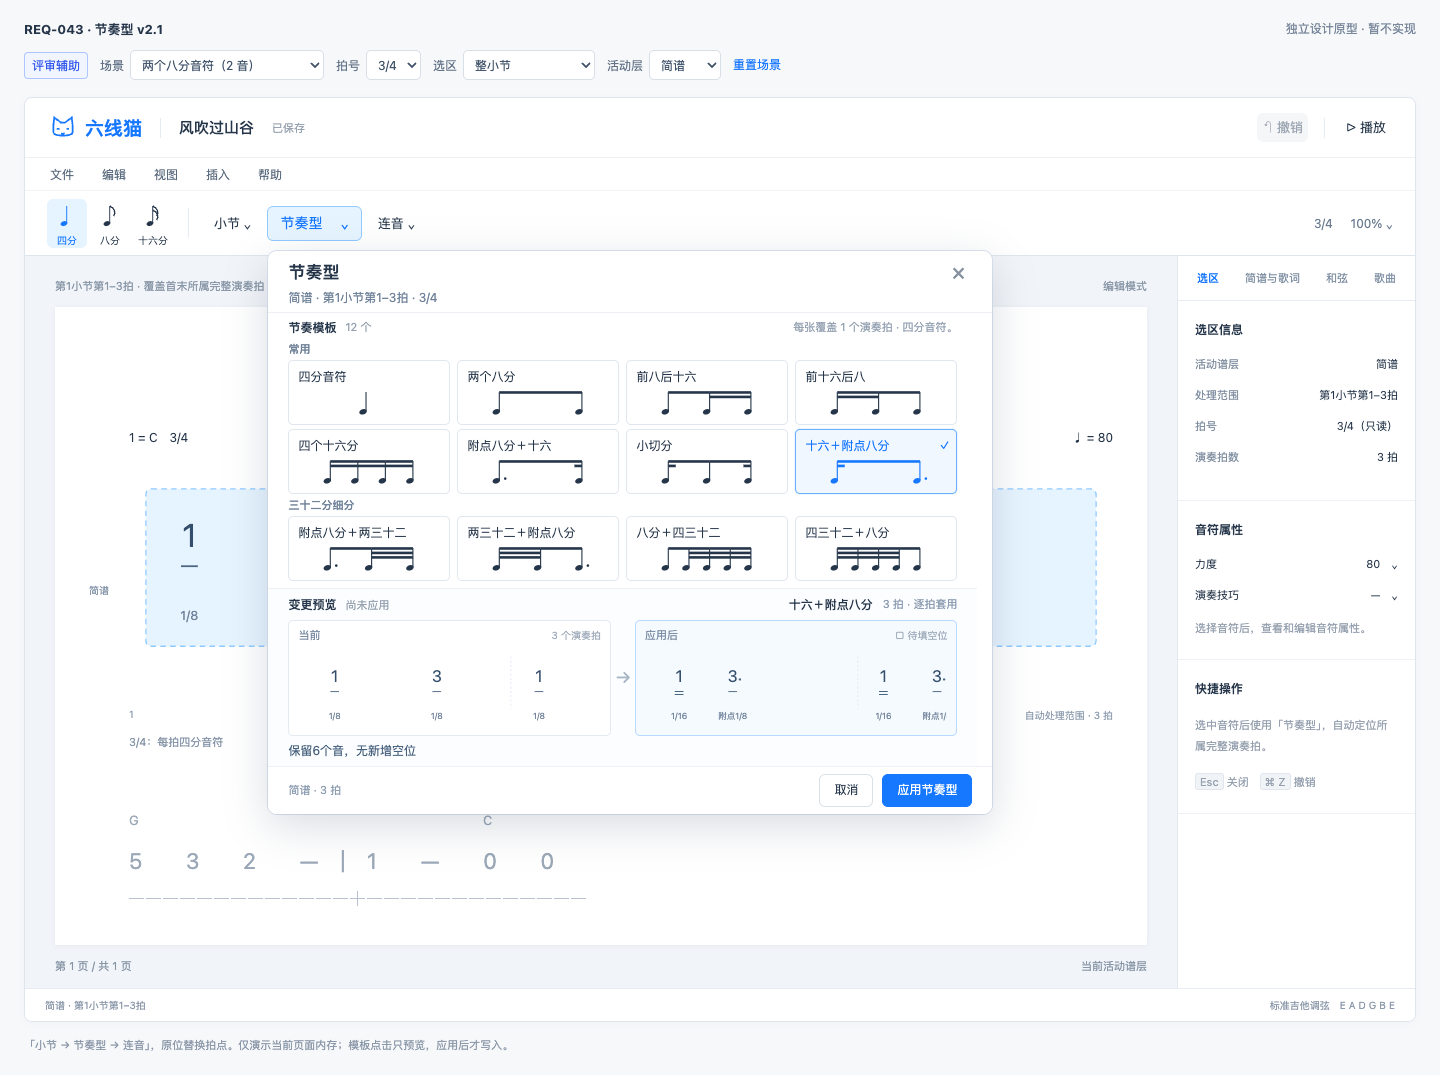 REQ-043 · 节奏型 v2.1
独立设计原型 · 暂不实现
评审辅助 场景 两个八分音符（2 音） 拍号 3/4 选区 整小节 活动层 简谱 重置场景
六线猫 风吹过山谷 已保存
撤销 播放
文件 编辑 视图 插入 帮助
四分 八分 十六分 小节 节奏型 连音
3/4 100%
第1小节第1–3拍 · 覆盖首末所属完整演奏拍
编辑模式
1 = C 3/4
♩ = 80
简谱
1
1/8
1
3/4：每拍四分音符
自动处理范围 · 3 拍
G C
5 3 2 — | 1 — 0 0
第 1 页 / 共 1 页
当前活动谱层
节奏型
简谱 · 第1小节第1–3拍 · 3/4
节奏模板 12 个
每张覆盖 1 个演奏拍 · 四分音符。
常用
四分音符 两个八分 前八后十六 前十六后八
四个十六分 附点八分＋十六 小切分 十六＋附点八分 ✓
三十二分细分
附点八分＋两三十二 两三十二＋附点八分 八分＋四三十二 四三十二＋八分
变更预览 尚未应用
十六＋附点八分 3 拍 · 逐拍套用
当前 3 个演奏拍
1 3 1
1/8 1/8 1/8
→
应用后 待填空位
1 3· 1 3·
1/16 附点1/8 1/16 附点1/
保留6个音，无新增空位
简谱 · 3 拍
取消 应用节奏型
选区 简谱与歌词 和弦 歌曲
选区信息
活动谱层 简谱
处理范围 第1小节第1–3拍
拍号 3/4（只读）
演奏拍数 3 拍
音符属性
力度 80
演奏技巧 —
选择音符后，查看和编辑音符属性。
快捷操作
选中音符后使用「节奏型」，自动定位所
属完整演奏拍。
Esc 关闭 ⌘ Z 撤销
简谱 · 第1小节第1–3拍
标准吉他调弦 E A D G B E
「小节 → 节奏型 → 连音」，原位替换拍点。仅演示当前页面内存；模板点击只预览，应用后才写入。